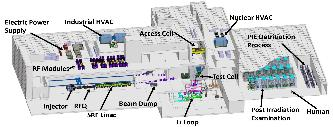 Electric Power
Supply
Industrial HVAC
Access Cell
Nuclear HVAC
PIE Detritiation
Process
RF Modules
Test Cell
Injector
RFQ
SRF Linac
Beam Dump
Li Loop
Post Irradiation
Examination
Human